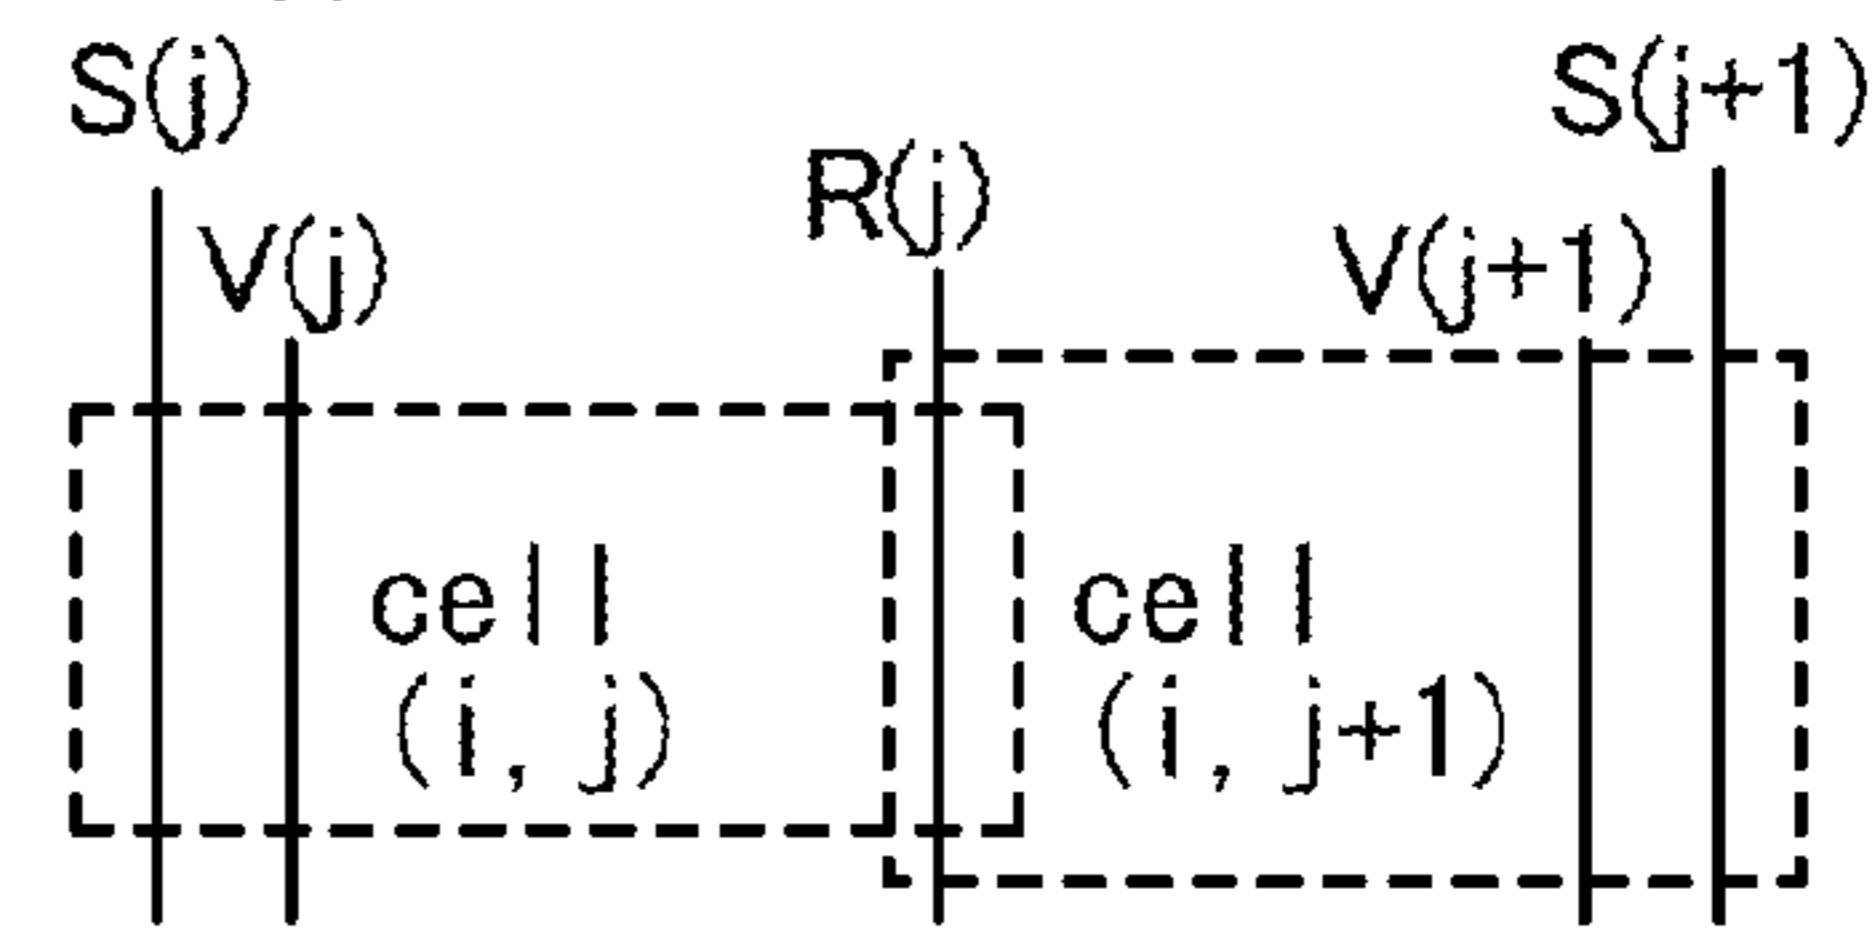 S(j)
S(j+1)
R(j)
V(j)
V(j+1)
cell
(i, j)
cell
(i, j+1)